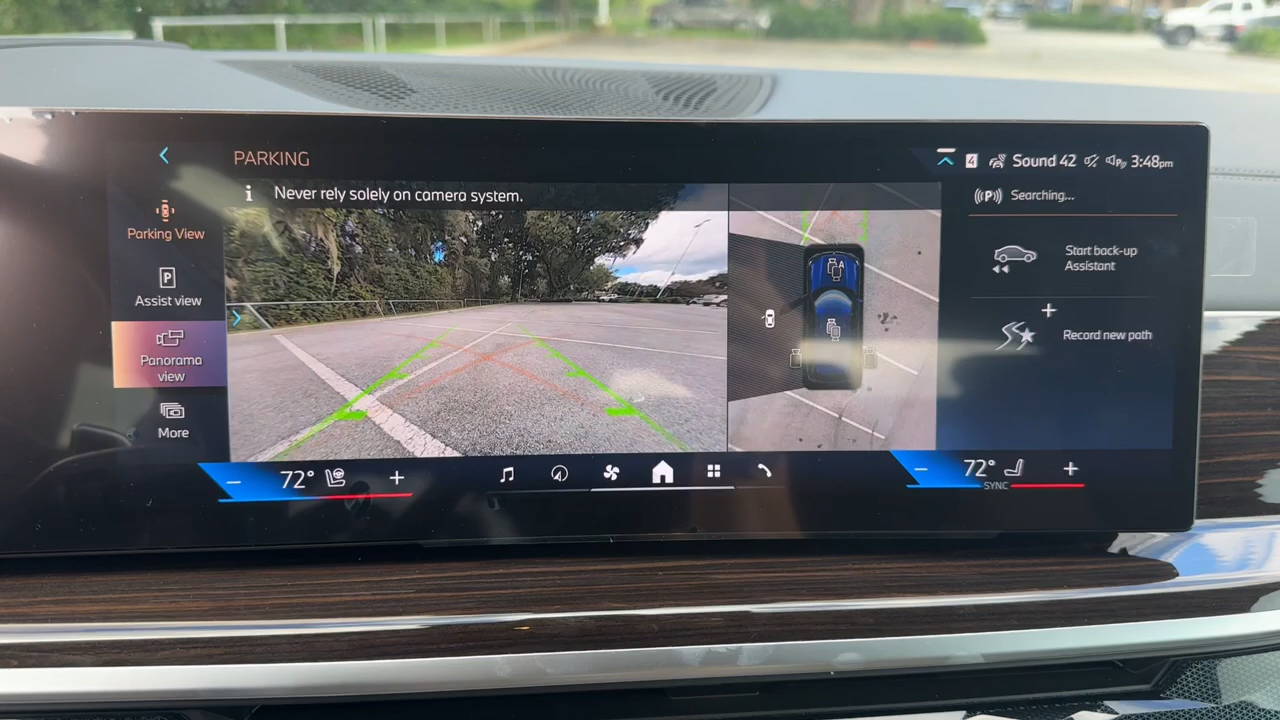 PARKING
4
Sound 42
3:48pm
Never rely solely on camera system.
(P)
Searching...
Parking View
P
Assist view
Panorama
view
More
A
Start back-up
Assistant
Record new path
− 72° +
− 72° +
SYNC